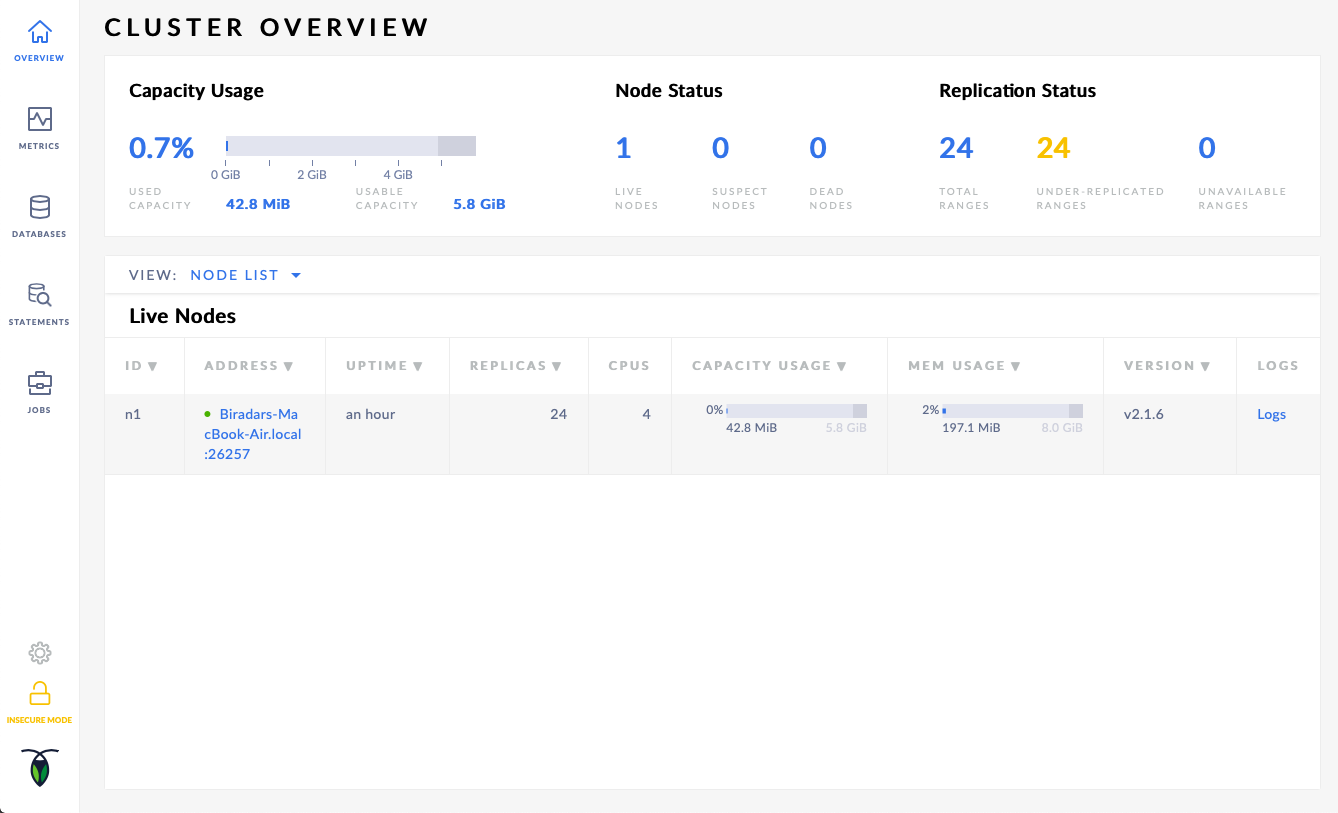 CLUSTER OVERVIEW
OVERVIEW
METRICS
DATABASES
STATEMENTS
JOBS
INSECURE MODE
Capacity Usage
0.7%
0 GiB 2 GiB 4 GiB
USED
CAPACITY
42.8 MiB
USABLE
CAPACITY
5.8 GiB
Node Status
1
LIVE
NODES
0
SUSPECT
NODES
0
DEAD
NODES
Replication Status
24
TOTAL
RANGES
24
UNDER-REPLICATED
RANGES
0
UNAVAILABLE
RANGES
VIEW: NODE LIST
Live Nodes
ID ▼ ADDRESS ▼ UPTIME ▼ REPLICAS ▼ CPUS CAPACITY USAGE ▼ MEM USAGE ▼ VERSION ▼ LOGS
n1
Biradars-Ma
cBook-Air.local
:26257
an hour
24
4
0%
42.8 MiB 5.8 GiB
2%
197.1 MiB 8.0 GiB
v2.1.6
Logs